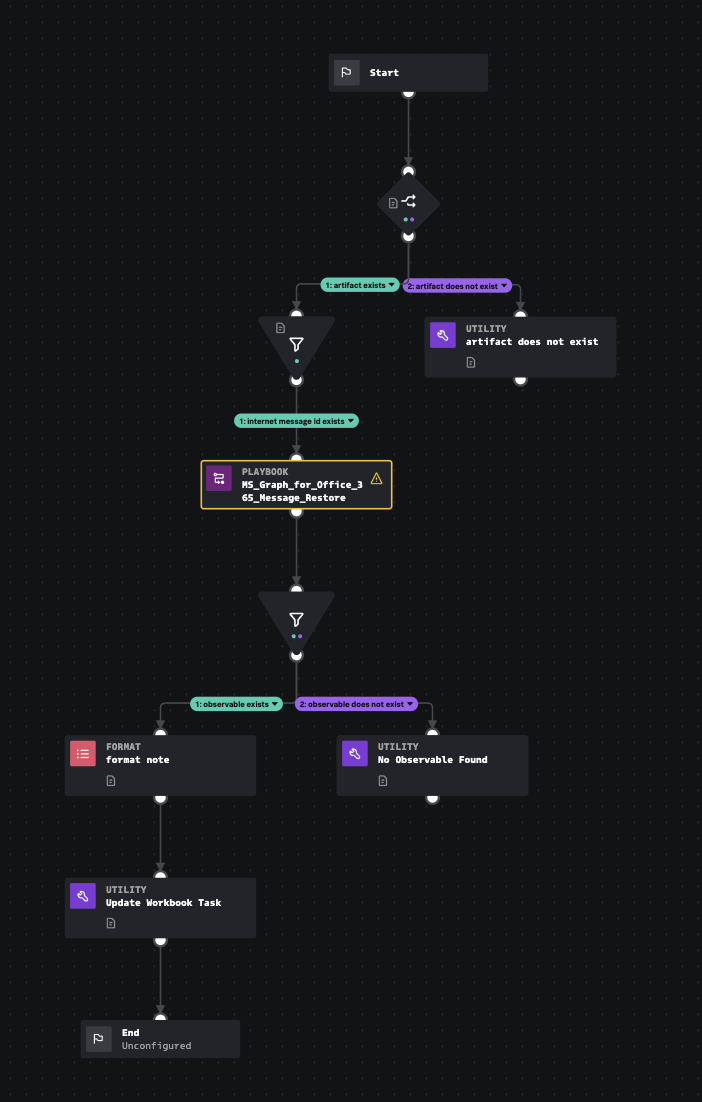 Start
1: artifact exists
2: artifact does not exist
UTILITY
artifact does not exist
1: internet message id exists
PLAYBOOK
MS_Graph_for_Office_3
65_Message_Restore
1: observable exists
2: observable does not exist
FORMAT
format note
UTILITY
No Observable Found
UTILITY
Update Workbook Task
End
Unconfigured